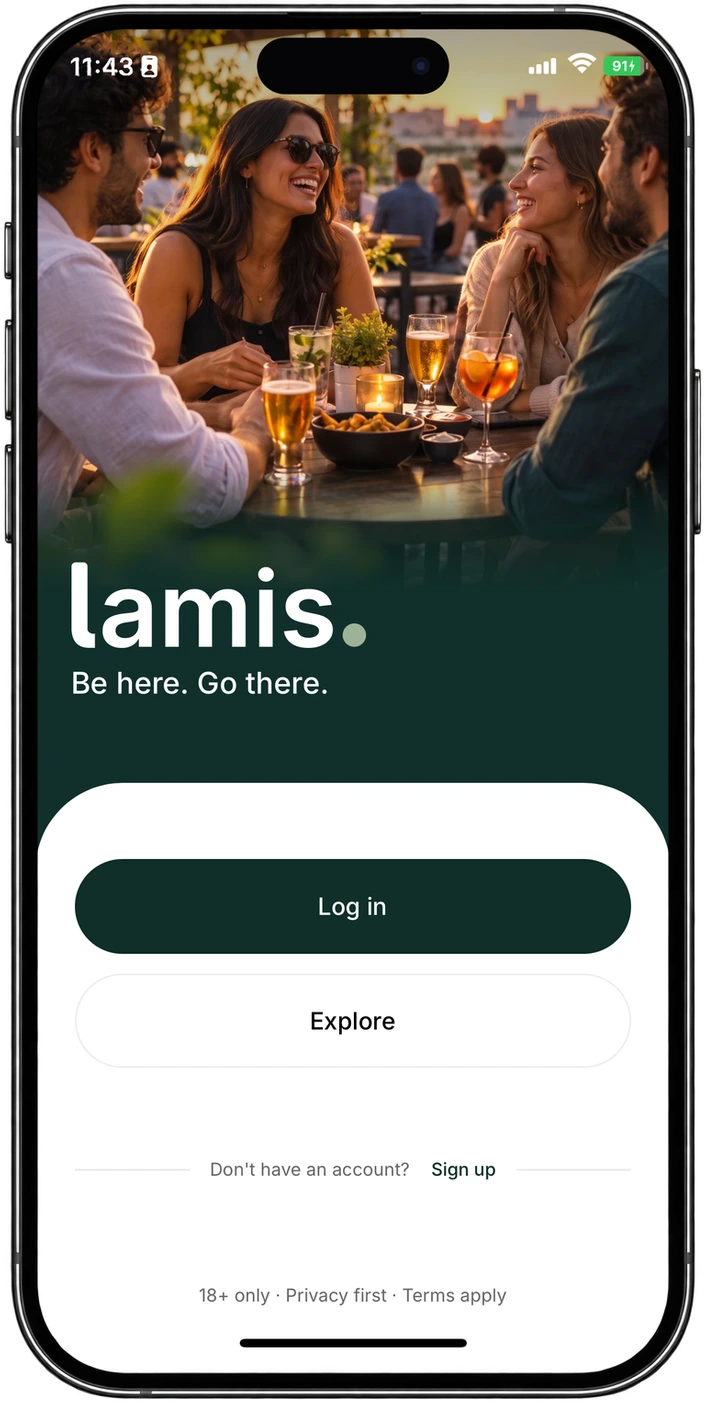 11:43
91
lamis.
Be here. Go there.
Log in
Explore
Don't have an account? Sign up
18+ only · Privacy first · Terms apply